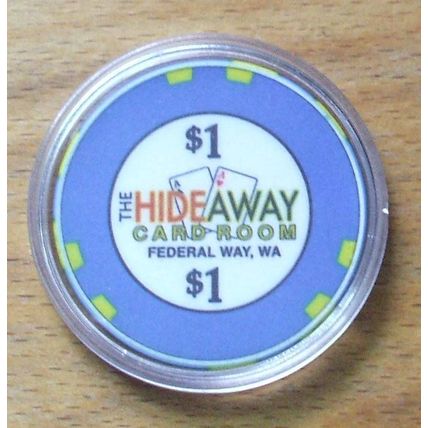 $1
THE HIDEAWAY
CARD ROOM
FEDERAL WAY, WA
$1